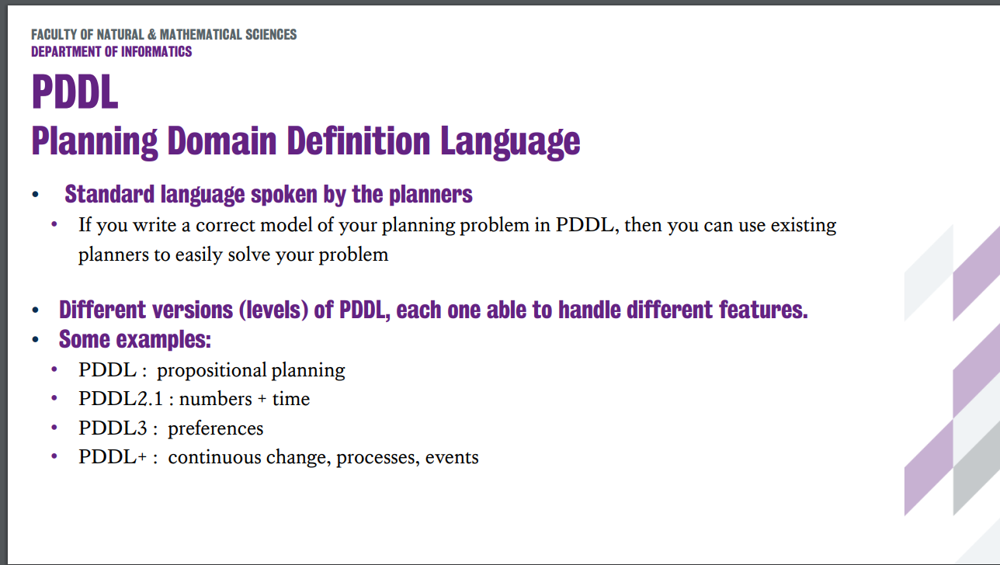 FACULTY OF NATURAL & MATHEMATICAL SCIENCES
DEPARTMENT OF INFORMATICS
PDDL
Planning Domain Definition Language
• Standard language spoken by the planners
• If you write a correct model of your planning problem in PDDL, then you can use existing
planners to easily solve your problem
• Different versions (levels) of PDDL, each one able to handle different features.
• Some examples:
• PDDL : propositional planning
• PDDL2.1 : numbers + time
• PDDL3 : preferences
• PDDL+ : continuous change, processes, events